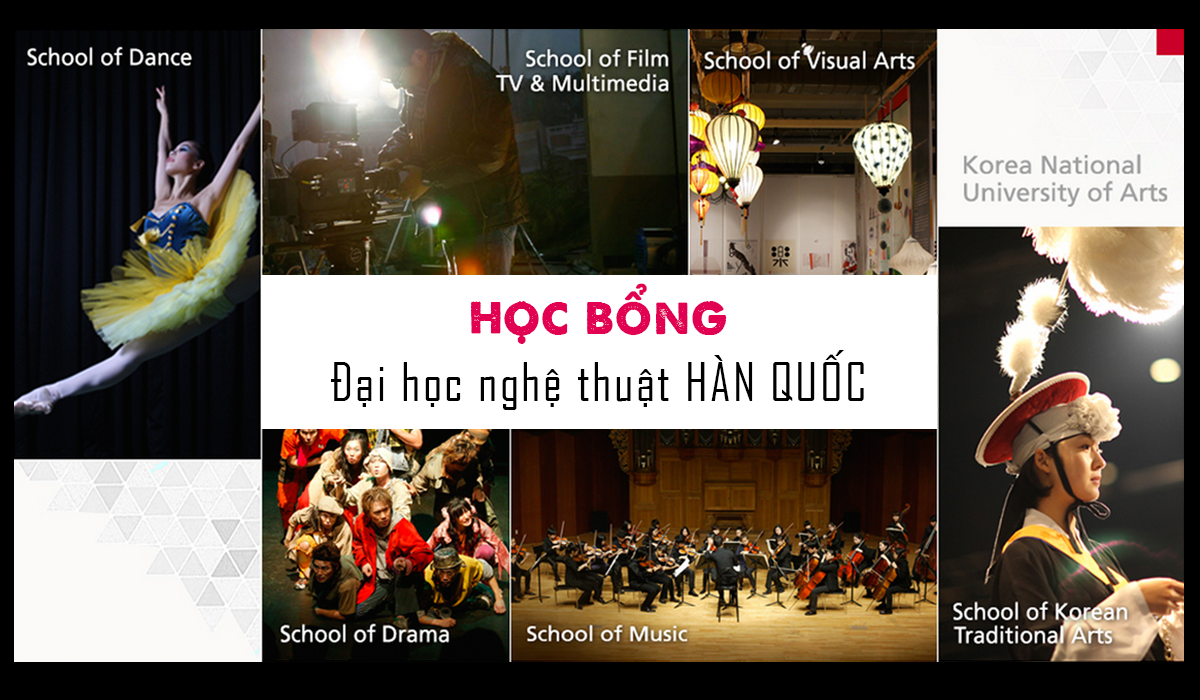 School of Dance
School of Film
TV & Multimedia
School of Visual Arts
Korea National
University of Arts
HỌC BỔNG
Đại học nghệ thuật HÀN QUỐC
School of Drama
School of Music
School of Korean
Traditional Arts